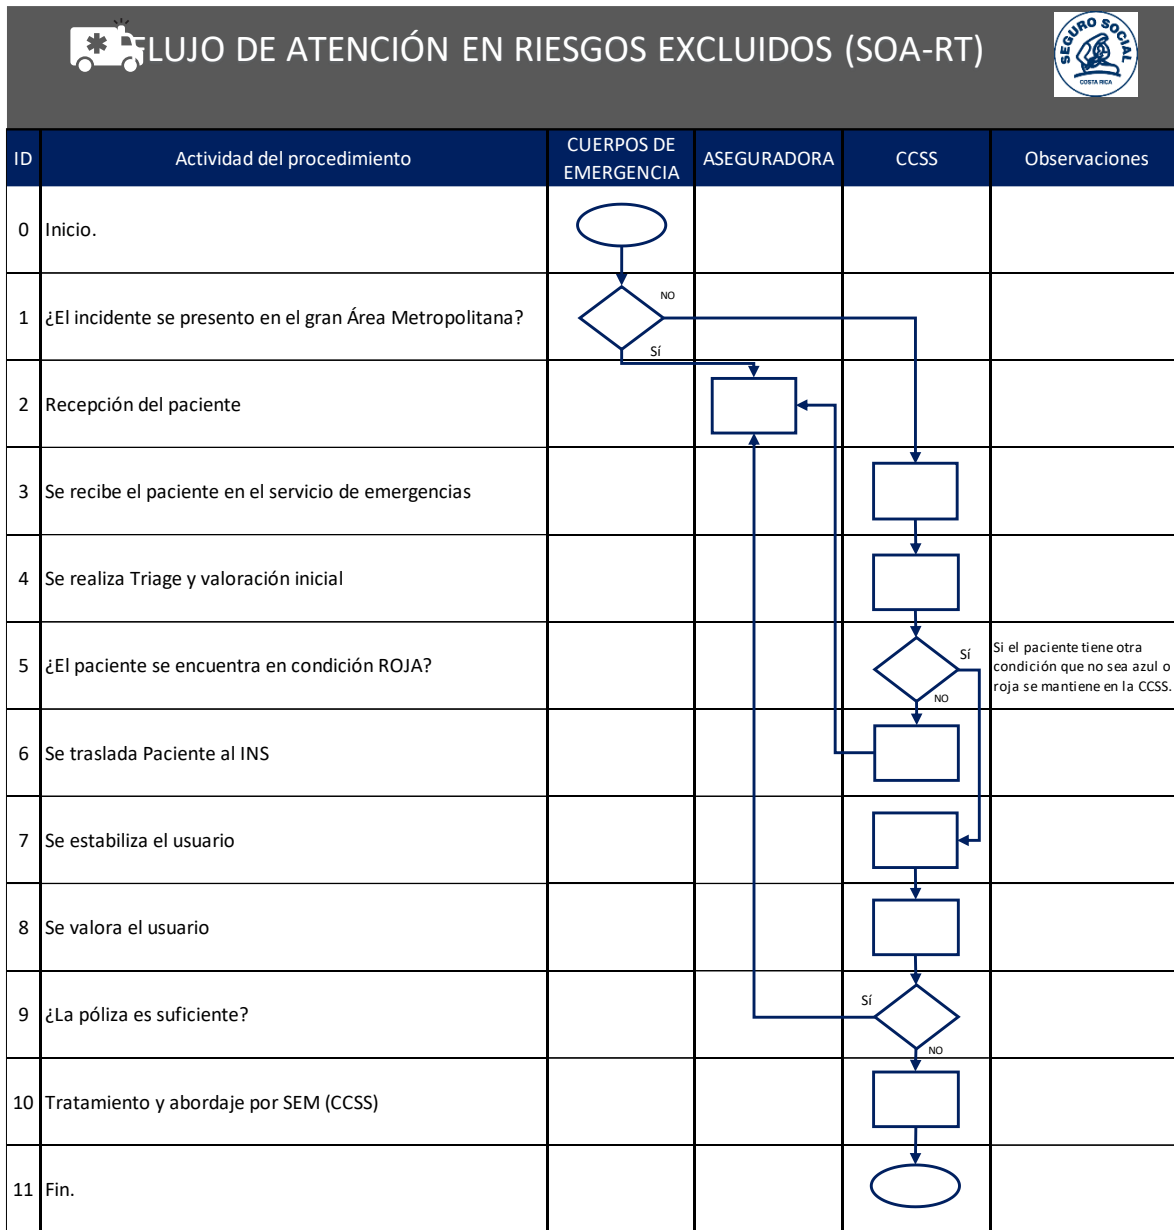 FLUJO DE ATENCIÓN EN RIESGOS EXCLUIDOS (SOA-RT)
SEGURO SOCIAL
COSTA RICA
ID
Actividad del procedimiento
CUERPOS DE
EMERGENCIA
ASEGURADORA
CCSS
Observaciones
0
Inicio.
1
¿El incidente se presento en el gran Área Metropolitana?
NO
Sí
2
Recepción del paciente
3
Se recibe el paciente en el servicio de emergencias
4
Se realiza Triage y valoración inicial
5
¿El paciente se encuentra en condición ROJA?
Sí
NO
Si el paciente tiene otra
condición que no sea azul o
roja se mantiene en la CCSS.
6
Se traslada Paciente al INS
7
Se estabiliza el usuario
8
Se valora el usuario
9
¿La póliza es suficiente?
Sí
NO
10
Tratamiento y abordaje por SEM (CCSS)
11
Fin.